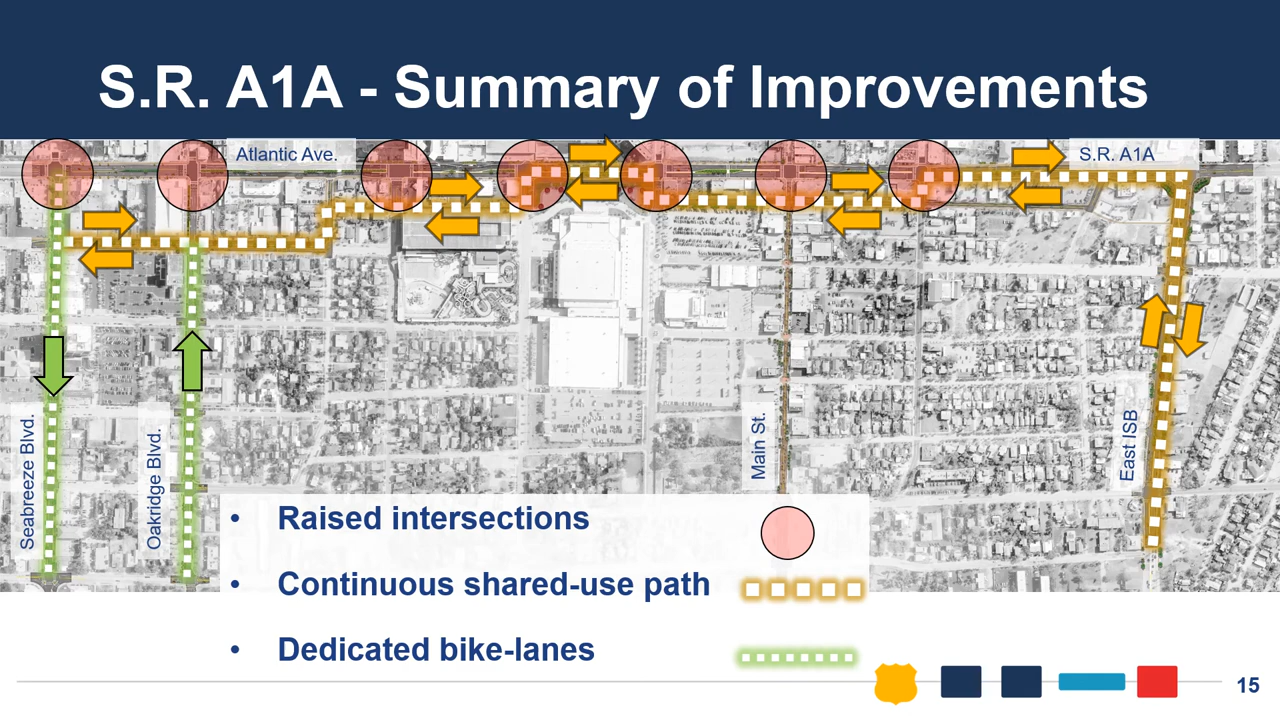 S.R. A1A - Summary of Improvements
Atlantic Ave.
S.R. A1A
Seabreeze Blvd.
Oakridge Blvd.
Main St.
East ISB
• Raised intersections
• Continuous shared-use path
• Dedicated bike-lanes
15